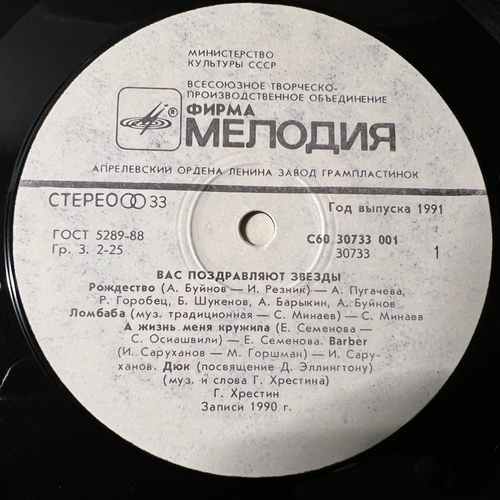 МИНИСТЕРСТВО
КУЛЬТУРЫ СССР
ВСЕСОЮЗНОЕ ТВОРЧЕСКО-
ПРОИЗВОДСТВЕННОЕ ОБЪЕДИНЕНИЕ
ФИРМА
® МЕЛОДИЯ
АПРЕЛЕВСКИЙ ОРДЕНА ЛЕНИНА ЗАВОД ГРАМПЛАСТИНОК
СТЕРЕО 33
Год выпуска 1991
ГОСТ 5289-88
С60 30733 001
Гр. 3. 2-25
30733
1
ВАС ПОЗДРАВЛЯЮТ ЗВЕЗДЫ
Рождество (А. Буйнов — И. Резник) — А. Пугачева,
Р. Горобец, Б. Шукенов, А. Барыкин, А. Буйнов
Ломбаба (муз. традиционная — С. Минаев) — С. Минаев
А жизнь меня кружила (Е. Семенова —
С. Осиашвили) — Е. Семенова. Barber
(И. Саруханов — М. Горшман) — И. Сару-
ханов. Дюк (посвящение Д. Эллингтону)
(муз. и слова Г. Хрестина)
Г. Хрестин
Записи 1990 г.